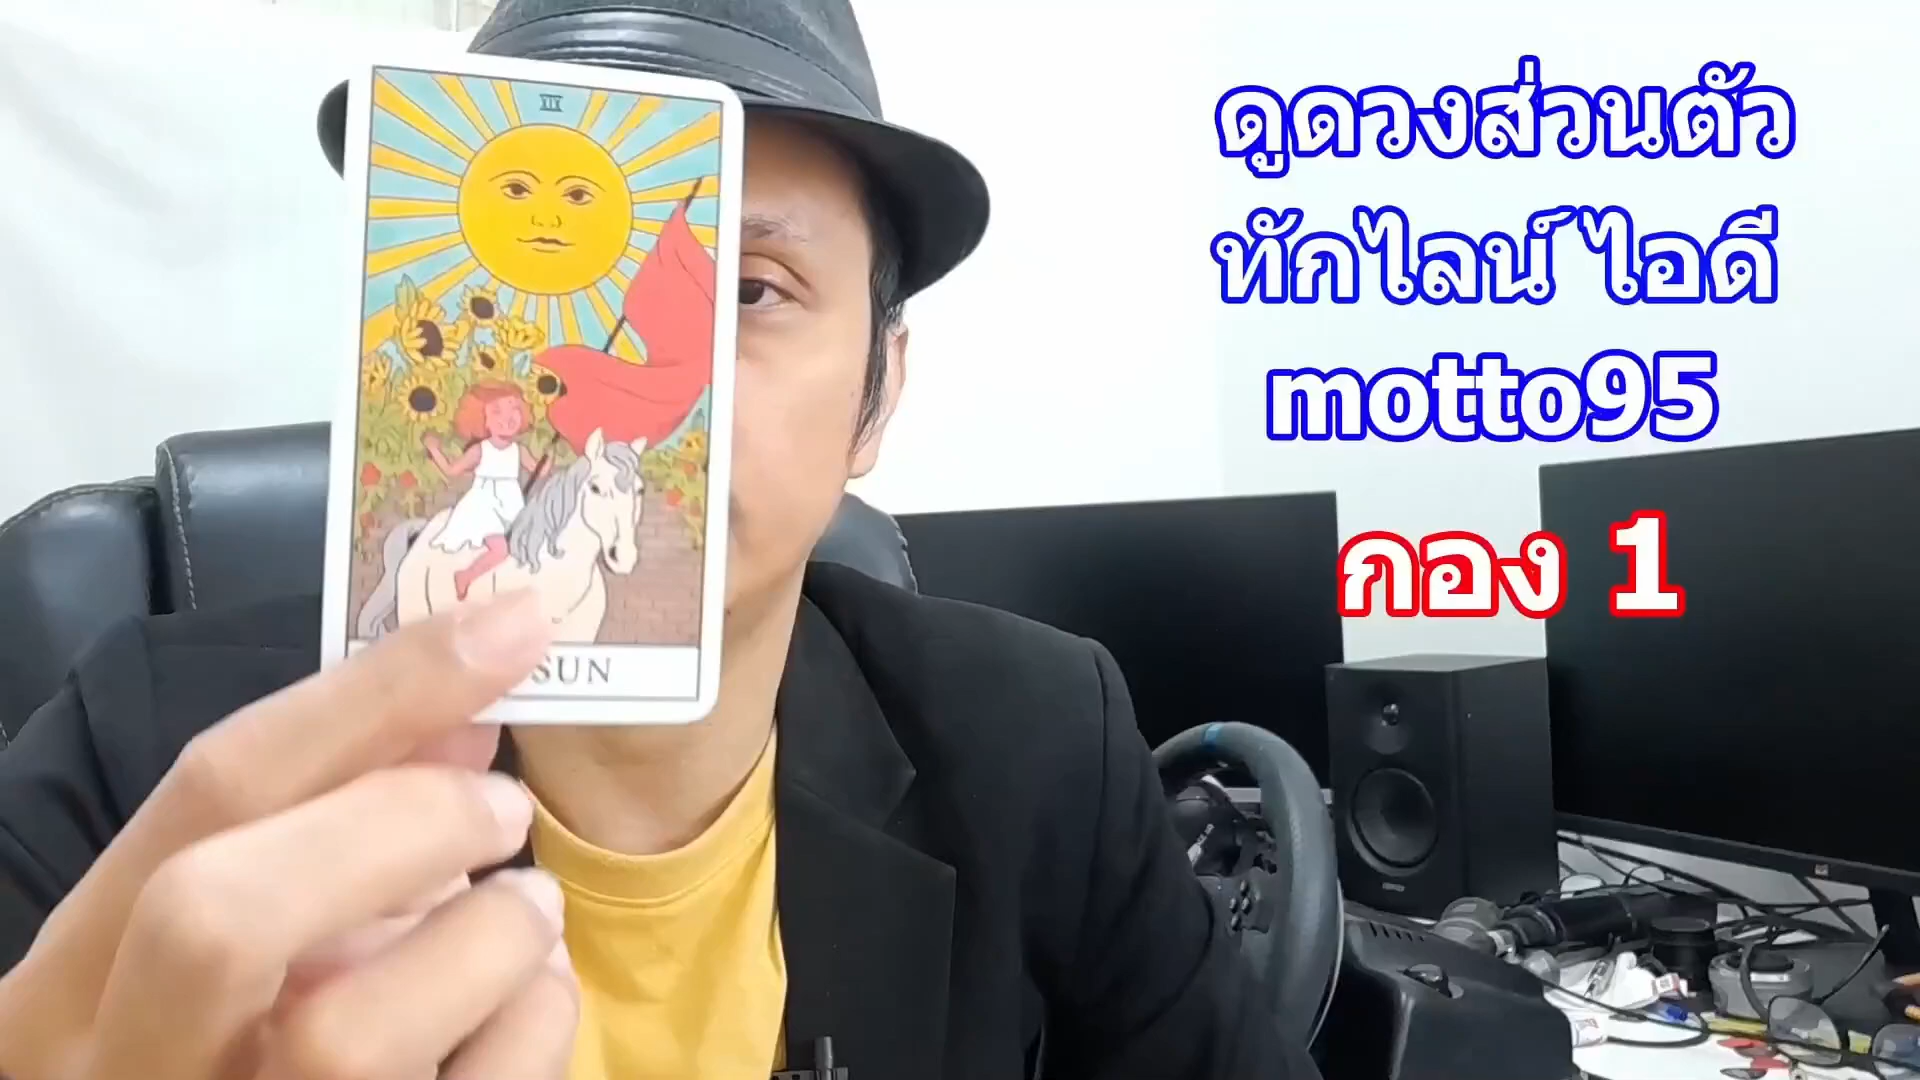 ดูดวงส่วนตัว
ทักไลน์ ไอดี
motto95
กอง 1
SUN